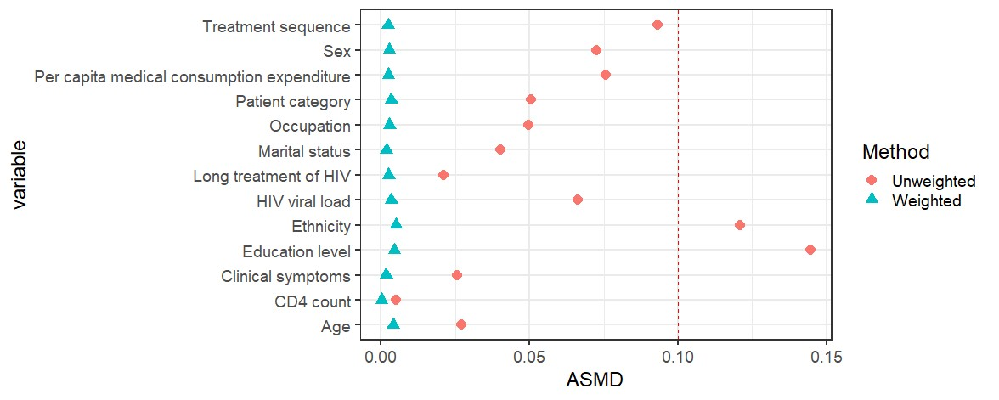 Treatment sequence
Sex
Per capita medical consumption expenditure
Patient category
Occupation
Marital status
Long treatment of HIV
HIV viral load
Ethnicity
Education level
Clinical symptoms
CD4 count
Age
variable
0.00 0.05 0.10 0.15
ASMD
Method
Unweighted
Weighted